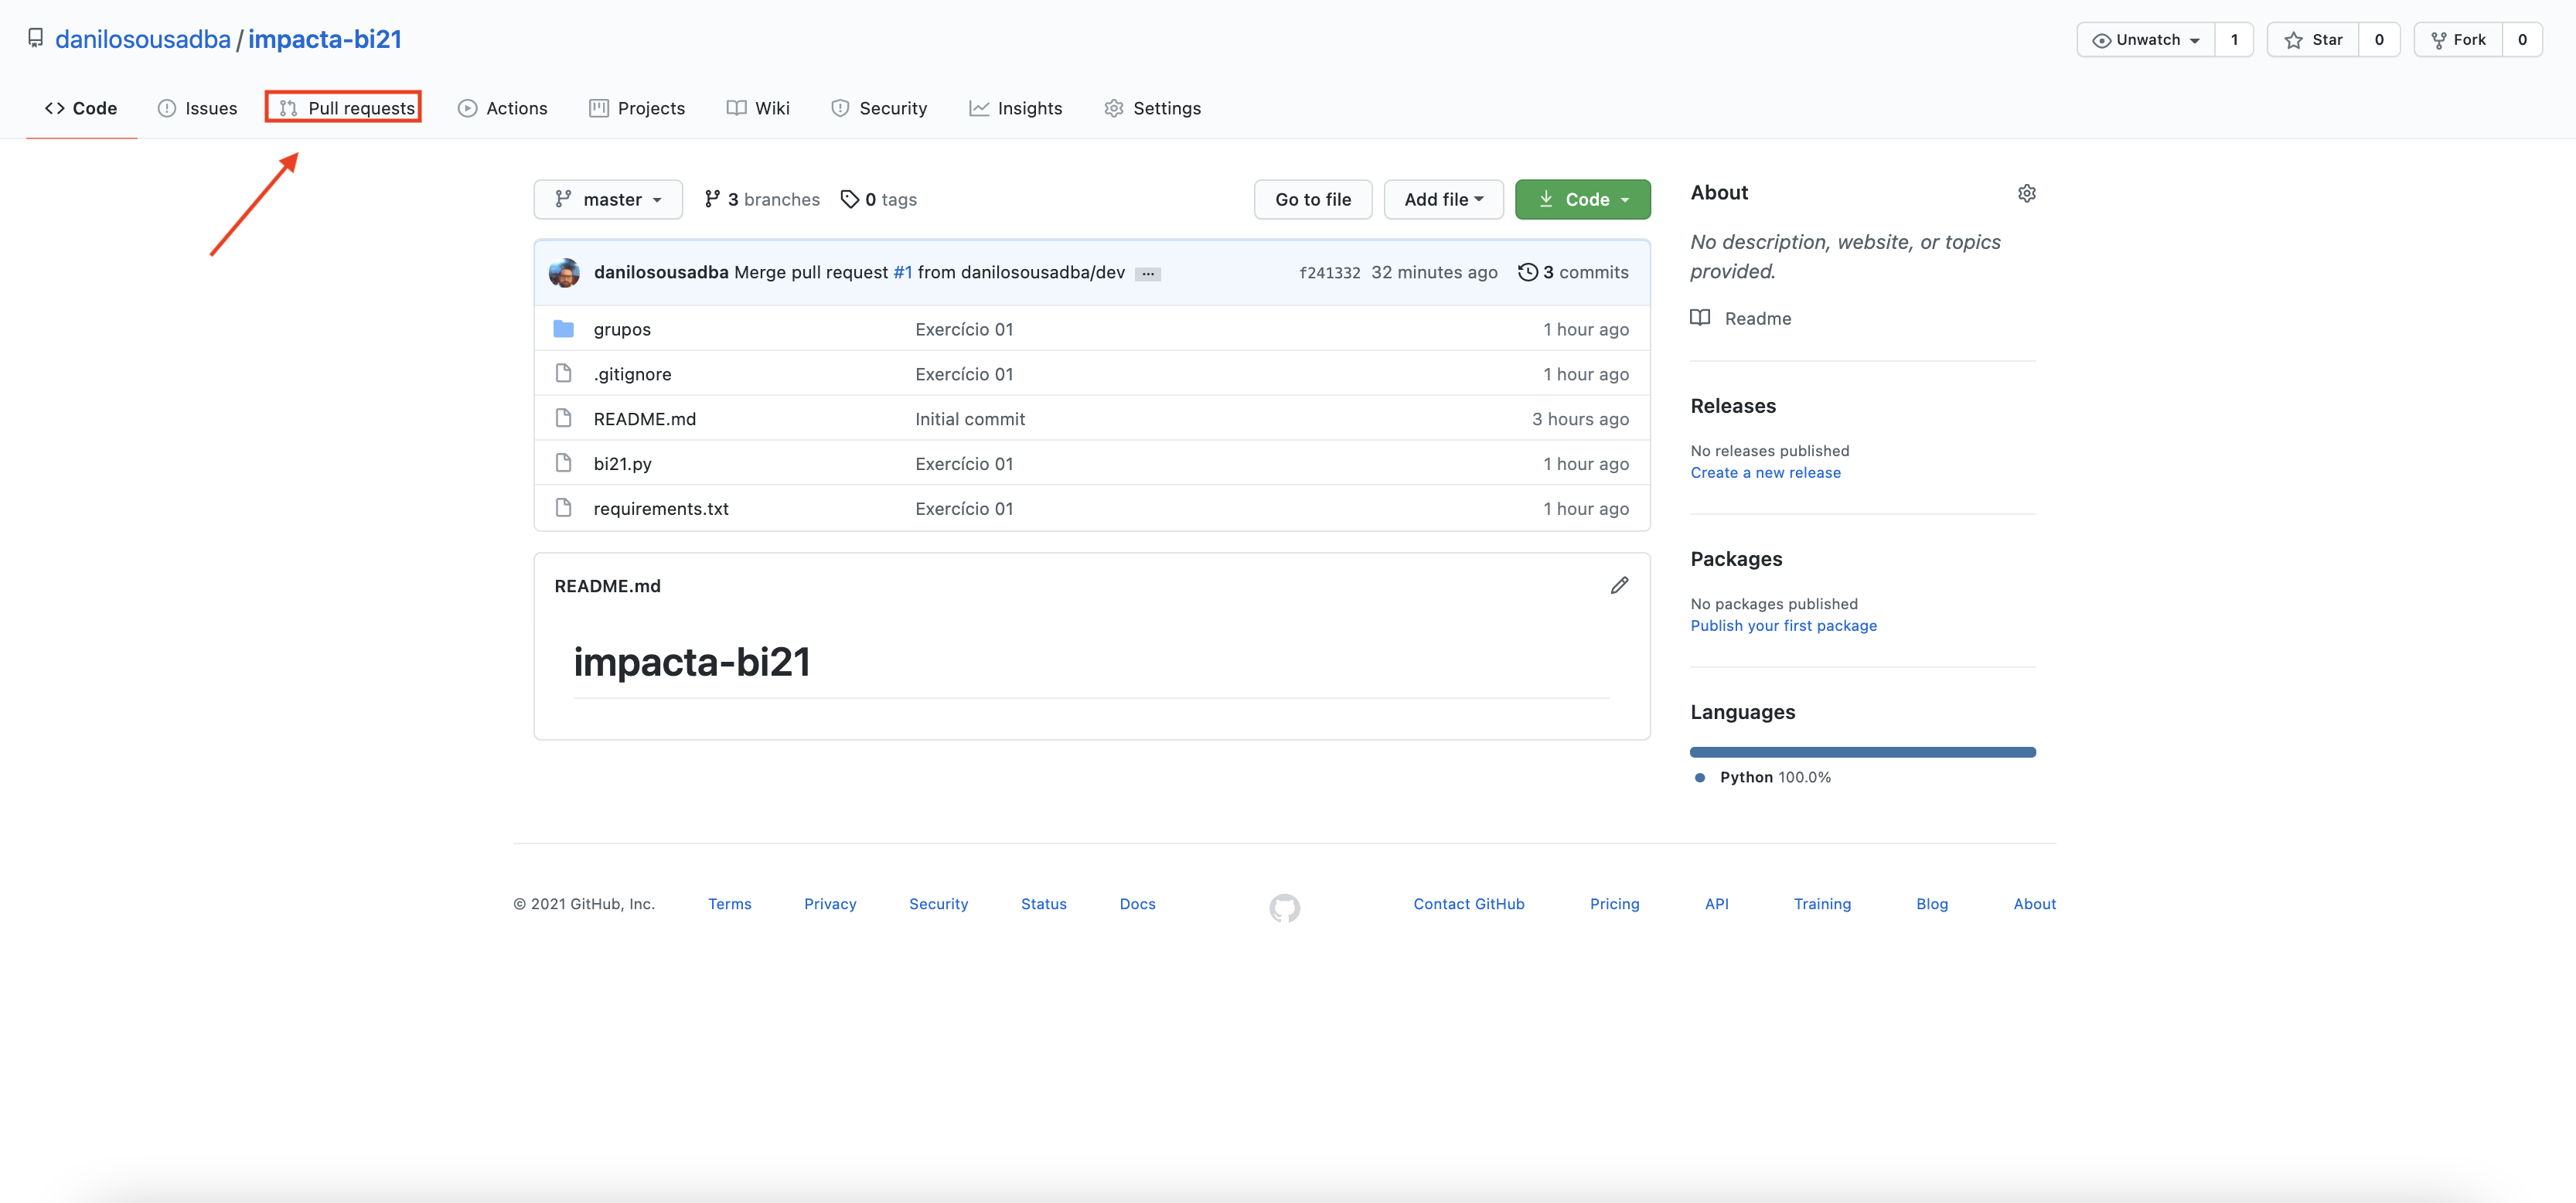 danilosousadba / impacta-bi21
Unwatch 1 Star 0 Fork 0
Code Issues Pull requests Actions Projects Wiki Security Insights Settings
master 3 branches 0 tags Go to file Add file Code
danilosousadba Merge pull request #1 from danilosousadba/dev ... f241332 32 minutes ago 3 commits
grupos Exercício 01 1 hour ago
.gitignore Exercício 01 1 hour ago
README.md Initial commit 3 hours ago
bi21.py Exercício 01 1 hour ago
requirements.txt Exercício 01 1 hour ago
README.md
impacta-bi21
About
No description, website, or topics
provided.
Readme
Releases
No releases published
Create a new release
Packages
No packages published
Publish your first package
Languages
Python 100.0%
© 2021 GitHub, Inc. Terms Privacy Security Status Docs Contact GitHub Pricing API Training Blog About